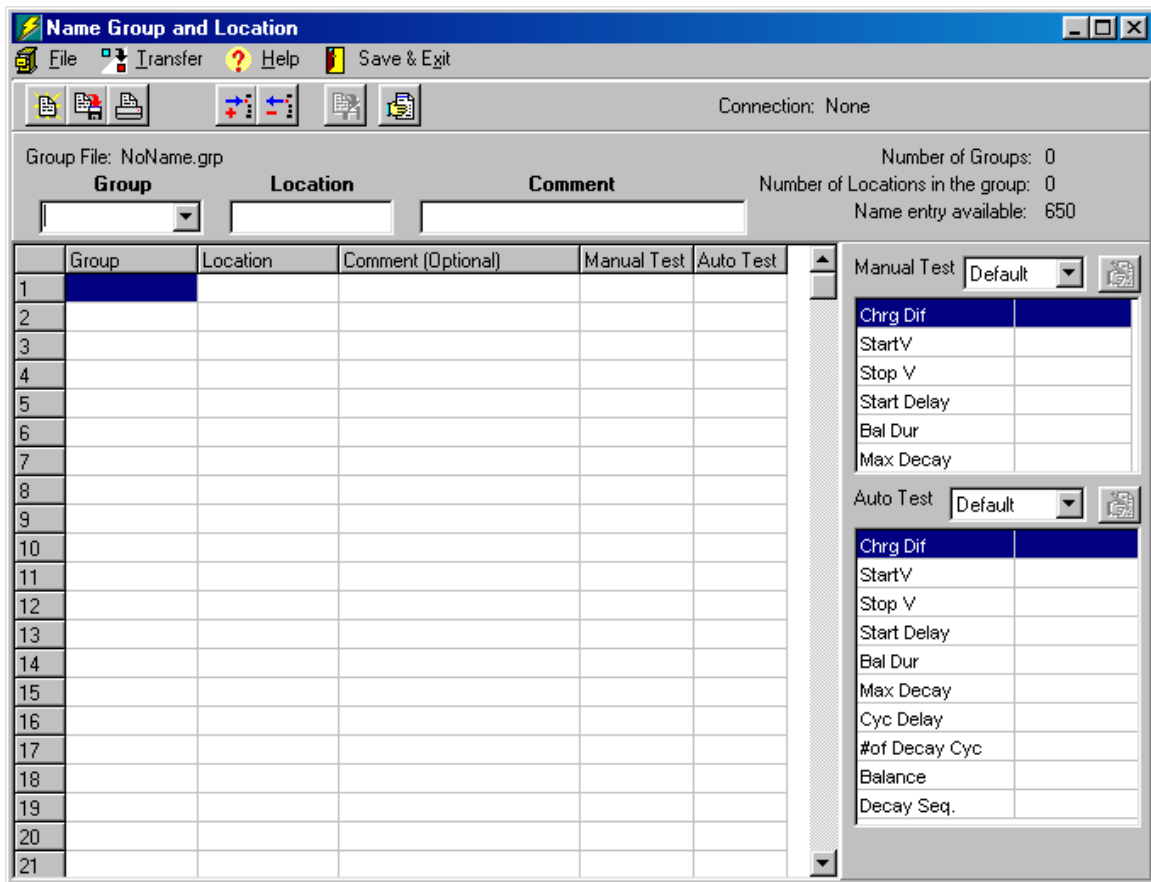 Name Group and Location
File Transfer ? Help Save & Exit
Connection: None
Group File: NoName.grp
Number of Groups: 0
Group Location Comment
Number of Locations in the group: 0
Name entry available: 650
Group Location Comment (Optional) Manual Test Auto Test
1
2
3
4
5
6
7
8
9
10
11
12
13
14
15
16
17
18
19
20
21
Manual Test Default
Chrg Dif
StartV
Stop V
Start Delay
Bal Dur
Max Decay
Auto Test Default
Chrg Dif
StartV
Stop V
Start Delay
Bal Dur
Max Decay
Cyc Delay
#of Decay Cyc
Balance
Decay Seq.